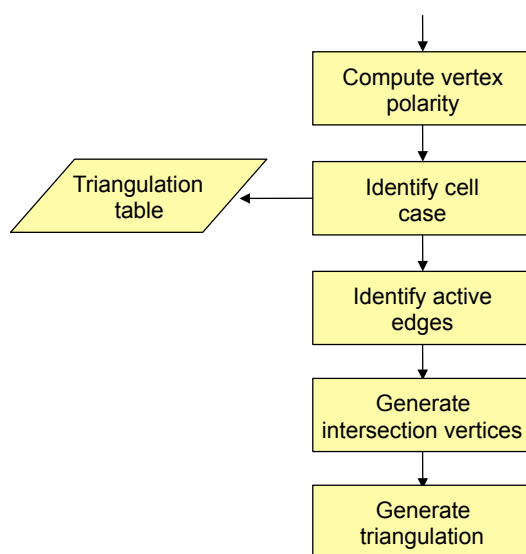 Compute vertex
polarity
Triangulation
table
Identify cell
case
Identify active
edges
Generate
intersection vertices
Generate
triangulation